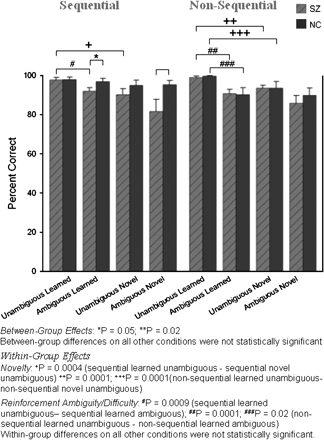 Sequential Non-Sequential
SZ
NC
++
+++
+
##
# *
###
100
80
60
40
20
0
Percent Correct
Unambiguous Learned
Ambiguous Learned
Unambiguous Novel
Ambiguous Novel
Unambiguous Learned
Ambiguous Learned
Unambiguous Novel
Ambiguous Novel
Between-Group Effects: *P = 0.05; **P = 0.02
Between-group differences on all other conditions were not statistically significant
Within-Group Effects
Novelty: +P = 0.0004 (sequential learned unambiguous - sequential novel
unambiguous) ++P = 0.0001; +++P = 0.0001(non-sequential learned unambiguous-
non-sequential novel unambiguous)
Reinforcement Ambiguity/Difficulty: #P = 0.0009 (sequential learned
unambiguous– sequential learned ambiguous); ##P = 0.0001; ###P = 0.02 (non-
sequential learned unambiguous - non-sequential learned ambiguous)
Within-group differences on all other conditions were not statistically significant.